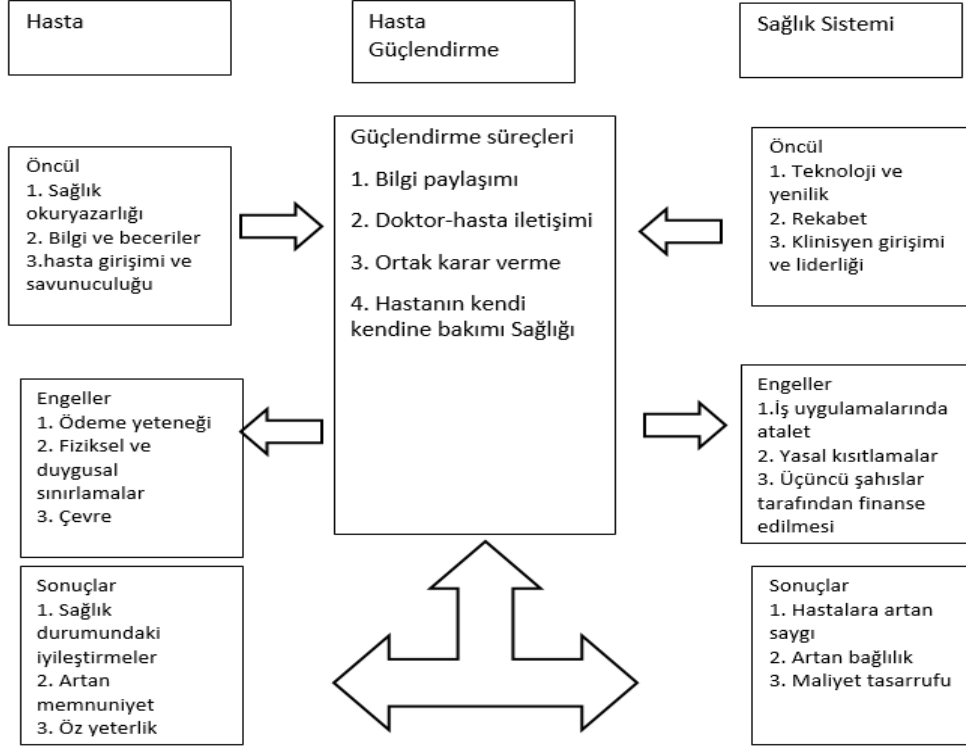 Hasta
Hasta
Güçlendirme
Sağlık Sistemi
Öncül
1. Sağlık
okuryazarlığı
2. Bilgi ve beceriler
3.hasta girişimi ve
savunuculuğu
Güçlendirme süreçleri
1. Bilgi paylaşımı
2. Doktor-hasta iletişimi
3. Ortak karar verme
4. Hastanın kendi
kendine bakımı Sağlığı
Öncül
1. Teknoloji ve
yenilik
2. Rekabet
3. Klinisyen girişimi
ve liderliği
Engeller
1. Ödeme yeteneği
2. Fiziksel ve
duygusal
sınırlamalar
3. Çevre
Engeller
1.İş uygulamalarında
atalet
2. Yasal kısıtlamalar
3. Üçüncü şahıslar
tarafından finanse
edilmesi
Sonuçlar
1. Sağlık
durumundaki
iyileştirmeler
2. Artan
memnuniyet
3. Öz yeterlik
Sonuçlar
1. Hastalara artan
saygı
2. Artan bağlılık
3. Maliyet tasarrufu